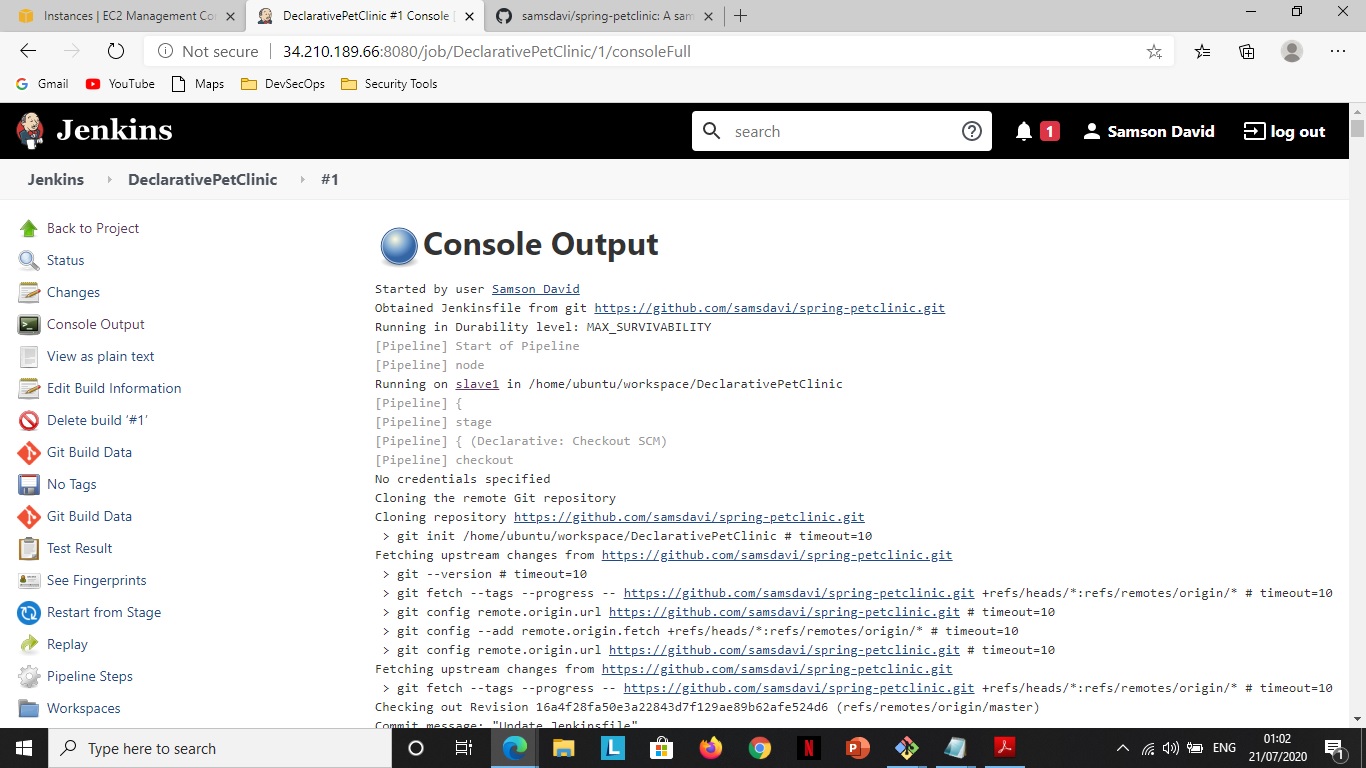 Instances | EC2 Management Co
DeclarativePetClinic #1 Console [
samsdavi/spring-petclinic: A sam
Not secure
34.210.189.66:8080/job/DeclarativePetClinic/1/consoleFull
Gmail
YouTube
Maps
DevSecOps
Security Tools
Jenkins
search
1
Samson David
log out
Jenkins
DeclarativePetClinic
#1
Back to Project
Status
Changes
Console Output
View as plain text
Edit Build Information
Delete build ‘#1’
Git Build Data
No Tags
Git Build Data
Test Result
See Fingerprints
Restart from Stage
Replay
Pipeline Steps
Workspaces
Console Output
Started by user Samson David
Obtained Jenkinsfile from git https://github.com/samsdavi/spring-petclinic.git
Running in Durability level: MAX_SURVIVABILITY
[Pipeline] Start of Pipeline
[Pipeline] node
Running on slave1 in /home/ubuntu/workspace/DeclarativePetClinic
[Pipeline] {
[Pipeline] stage
[Pipeline] { (Declarative: Checkout SCM)
[Pipeline] checkout
No credentials specified
Cloning the remote Git repository
Cloning repository https://github.com/samsdavi/spring-petclinic.git
> git init /home/ubuntu/workspace/DeclarativePetClinic # timeout=10
Fetching upstream changes from https://github.com/samsdavi/spring-petclinic.git
> git --version # timeout=10
> git fetch --tags --progress -- https://github.com/samsdavi/spring-petclinic.git +refs/heads/*:refs/remotes/origin/* # timeout=10
> git config remote.origin.url https://github.com/samsdavi/spring-petclinic.git # timeout=10
> git config --add remote.origin.fetch +refs/heads/*:refs/remotes/origin/* # timeout=10
> git config remote.origin.url https://github.com/samsdavi/spring-petclinic.git # timeout=10
Fetching upstream changes from https://github.com/samsdavi/spring-petclinic.git
> git fetch --tags --progress -- https://github.com/samsdavi/spring-petclinic.git +refs/heads/*:refs/remotes/origin/* # timeout=10
Checking out Revision 16a4f28fa50e3a22843d7f129ae89b62afe524d6 (refs/remotes/origin/master)
Commit message: "Update Jenkinsfile"
Type here to search
ENG
01:02
21/07/2020
1